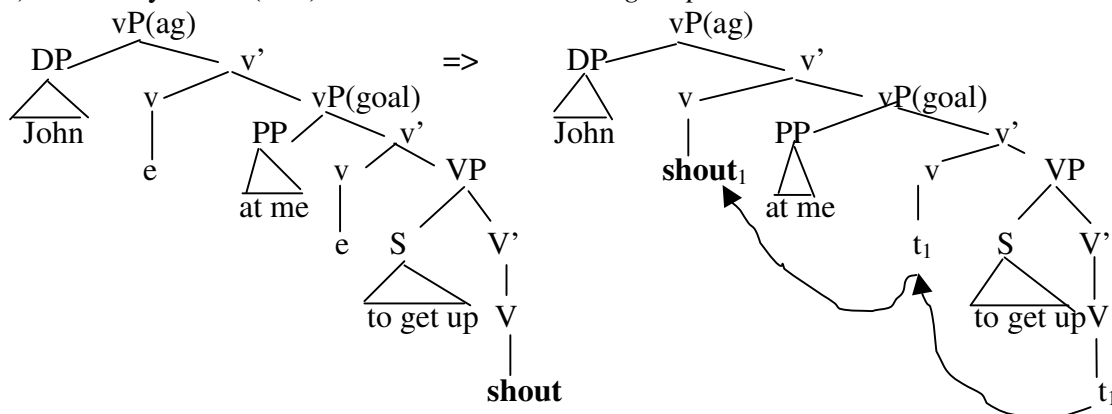 vP(ag) vP(ag)
DP v’ => DP v’
v vP(goal) v vP(goal)
John PP v’ John PP v’
e v VP shout₁ v VP
at me at me
e S V’ t₁ S V’
to get up V to get up V
shout t₁